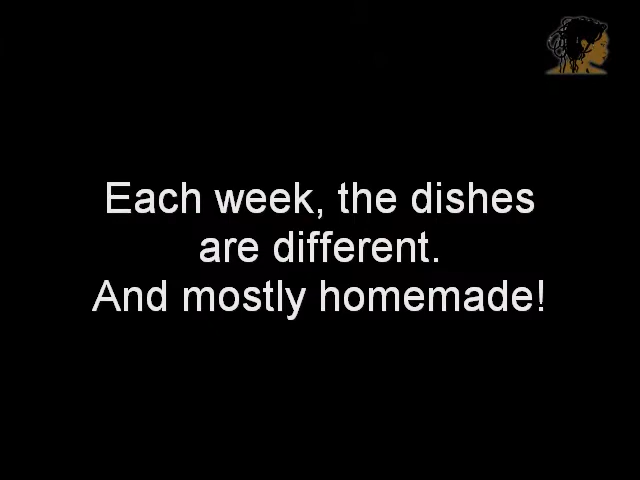 Each week, the dishes
are different.
And mostly homemade!